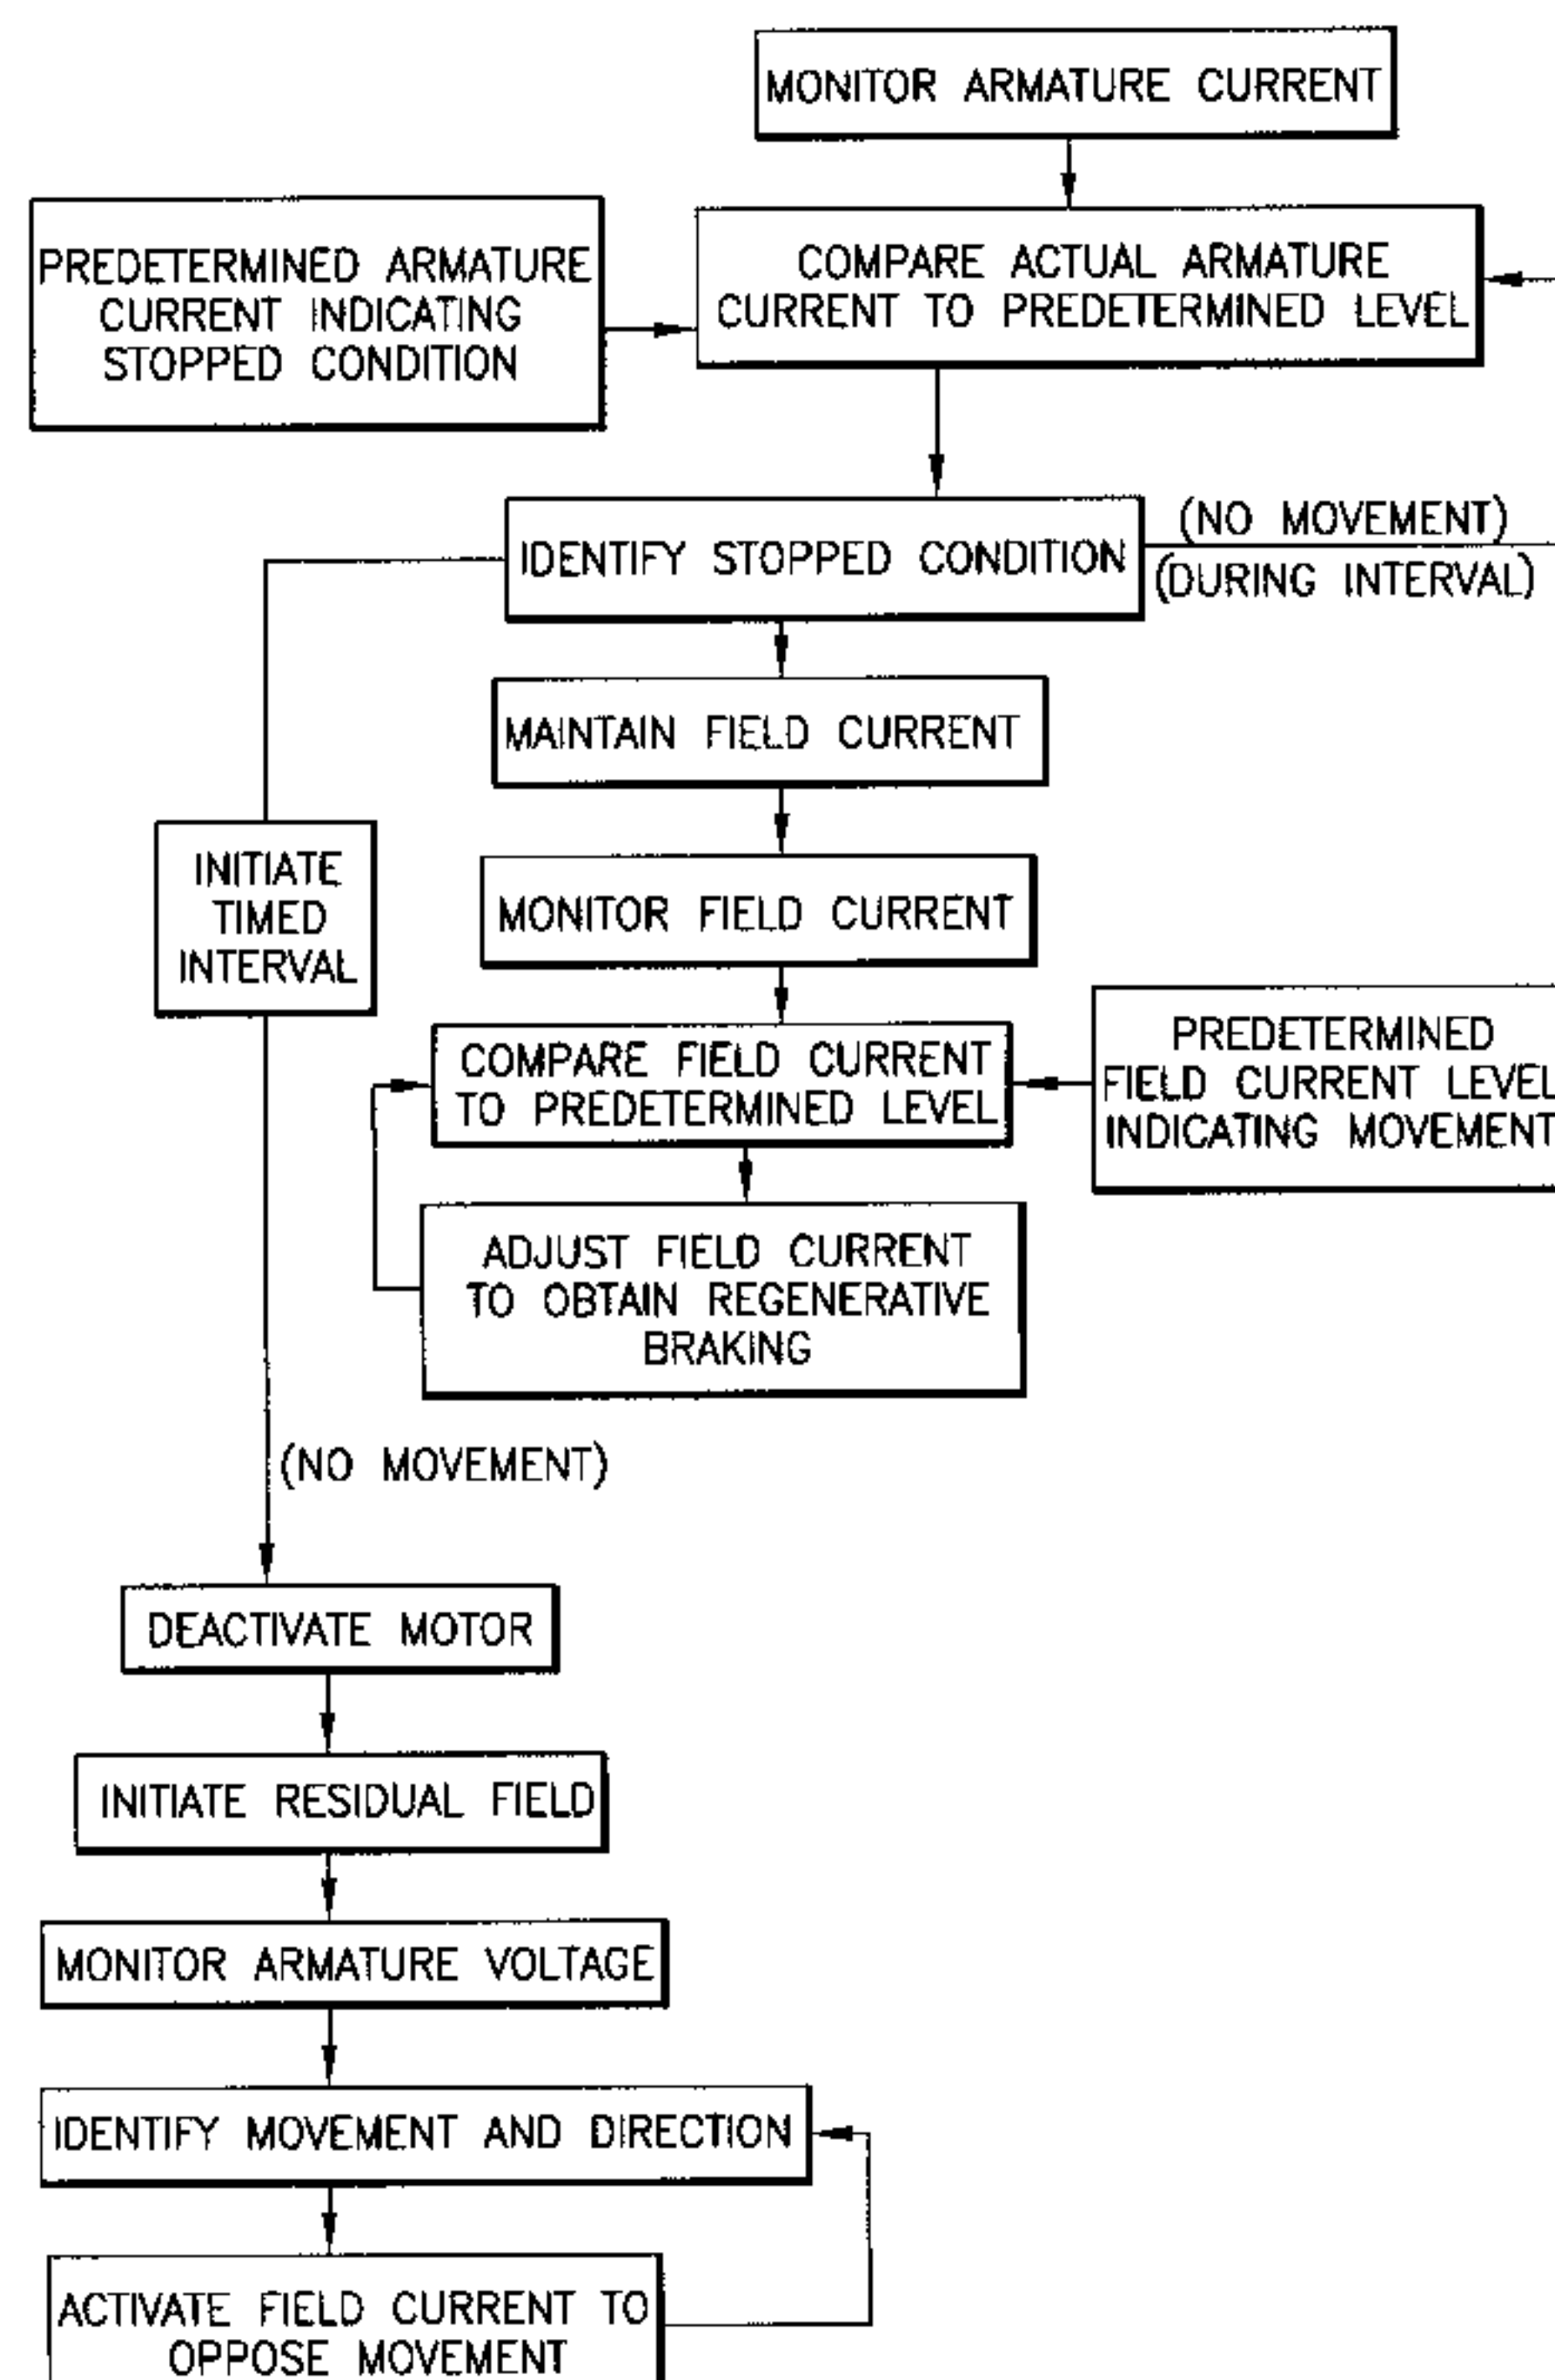 MONITOR ARMATURE CURRENT
PREDETERMINED ARMATURE
CURRENT INDICATING
STOPPED CONDITION
COMPARE ACTUAL ARMATURE
CURRENT TO PREDETERMINED LEVEL
IDENTIFY STOPPED CONDITION
(NO MOVEMENT)
(DURING INTERVAL)
MAINTAIN FIELD CURRENT
INITIATE
TIMED
INTERVAL
MONITOR FIELD CURRENT
COMPARE FIELD CURRENT
TO PREDETERMINED LEVEL
PREDETERMINED
FIELD CURRENT LEVEL
INDICATING MOVEMENT
ADJUST FIELD CURRENT
TO OBTAIN REGENERATIVE
BRAKING
(NO MOVEMENT)
DEACTIVATE MOTOR
INITIATE RESIDUAL FIELD
MONITOR ARMATURE VOLTAGE
IDENTIFY MOVEMENT AND DIRECTION
ACTIVATE FIELD CURRENT TO
OPPOSE MOVEMENT